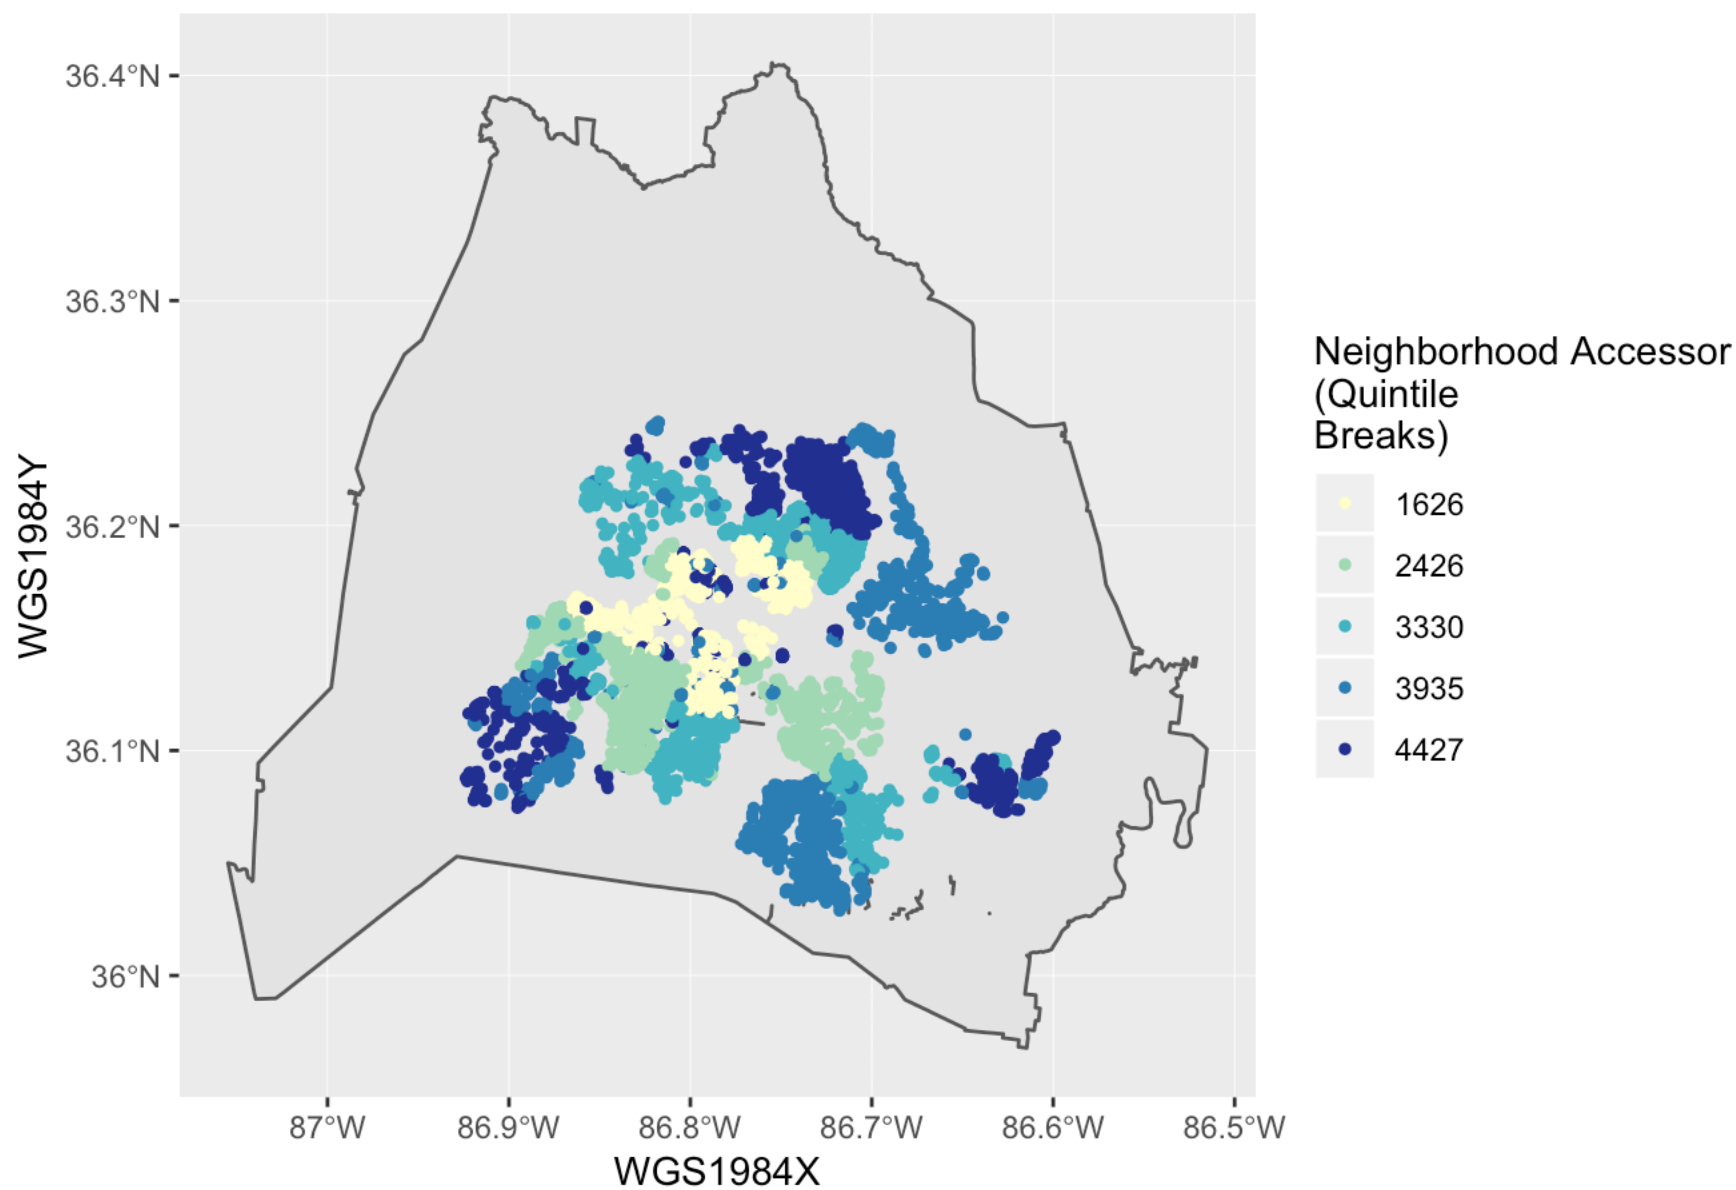 36.4°N
36.3°N
36.2°N
36.1°N
36°N
WGS1984Y
87°W
86.9°W
86.8°W
86.7°W
86.6°W
86.5°W
WGS1984X
Neighborhood Accessor
(Quintile
Breaks)
1626
2426
3330
3935
4427